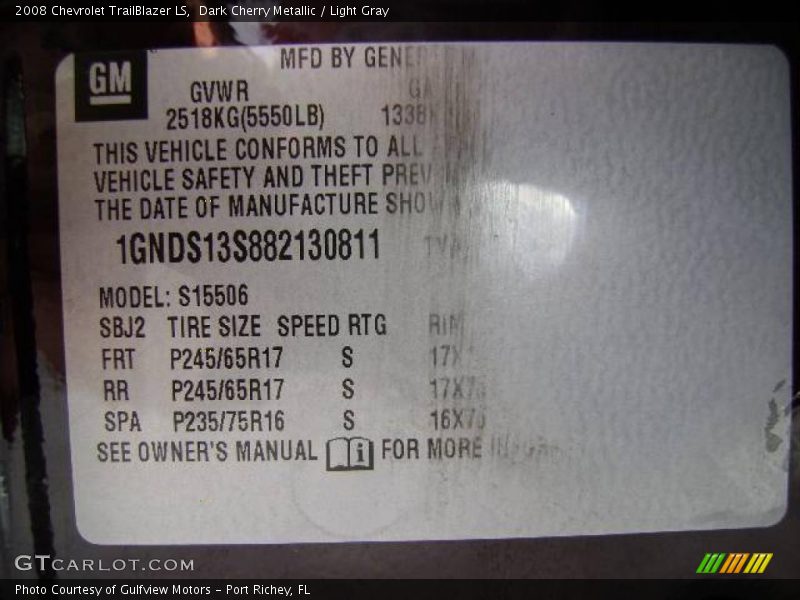 2008 Chevrolet TrailBlazer LS, Dark Cherry Metallic / Light Gray
GM
MFD BY
GVWR
2518KG(5550LB)
THIS VEHICLE CONFORMS TO ALL
VEHICLE SAFETY AND THEFT
THE DATE OF MANUFACTURE
1GNDS13S882130811
MODEL: S15506
SBJ2 TIRE SIZE SPEED RTG RIM
FRT P245/65R17 S
RR P245/65R17 S
SPA P235/75R16 S
SEE OWNER'S MANUAL i FOR MORE
GTCARLOT.COM
Photo Courtesy of Gulfview Motors - Port Richey, FL